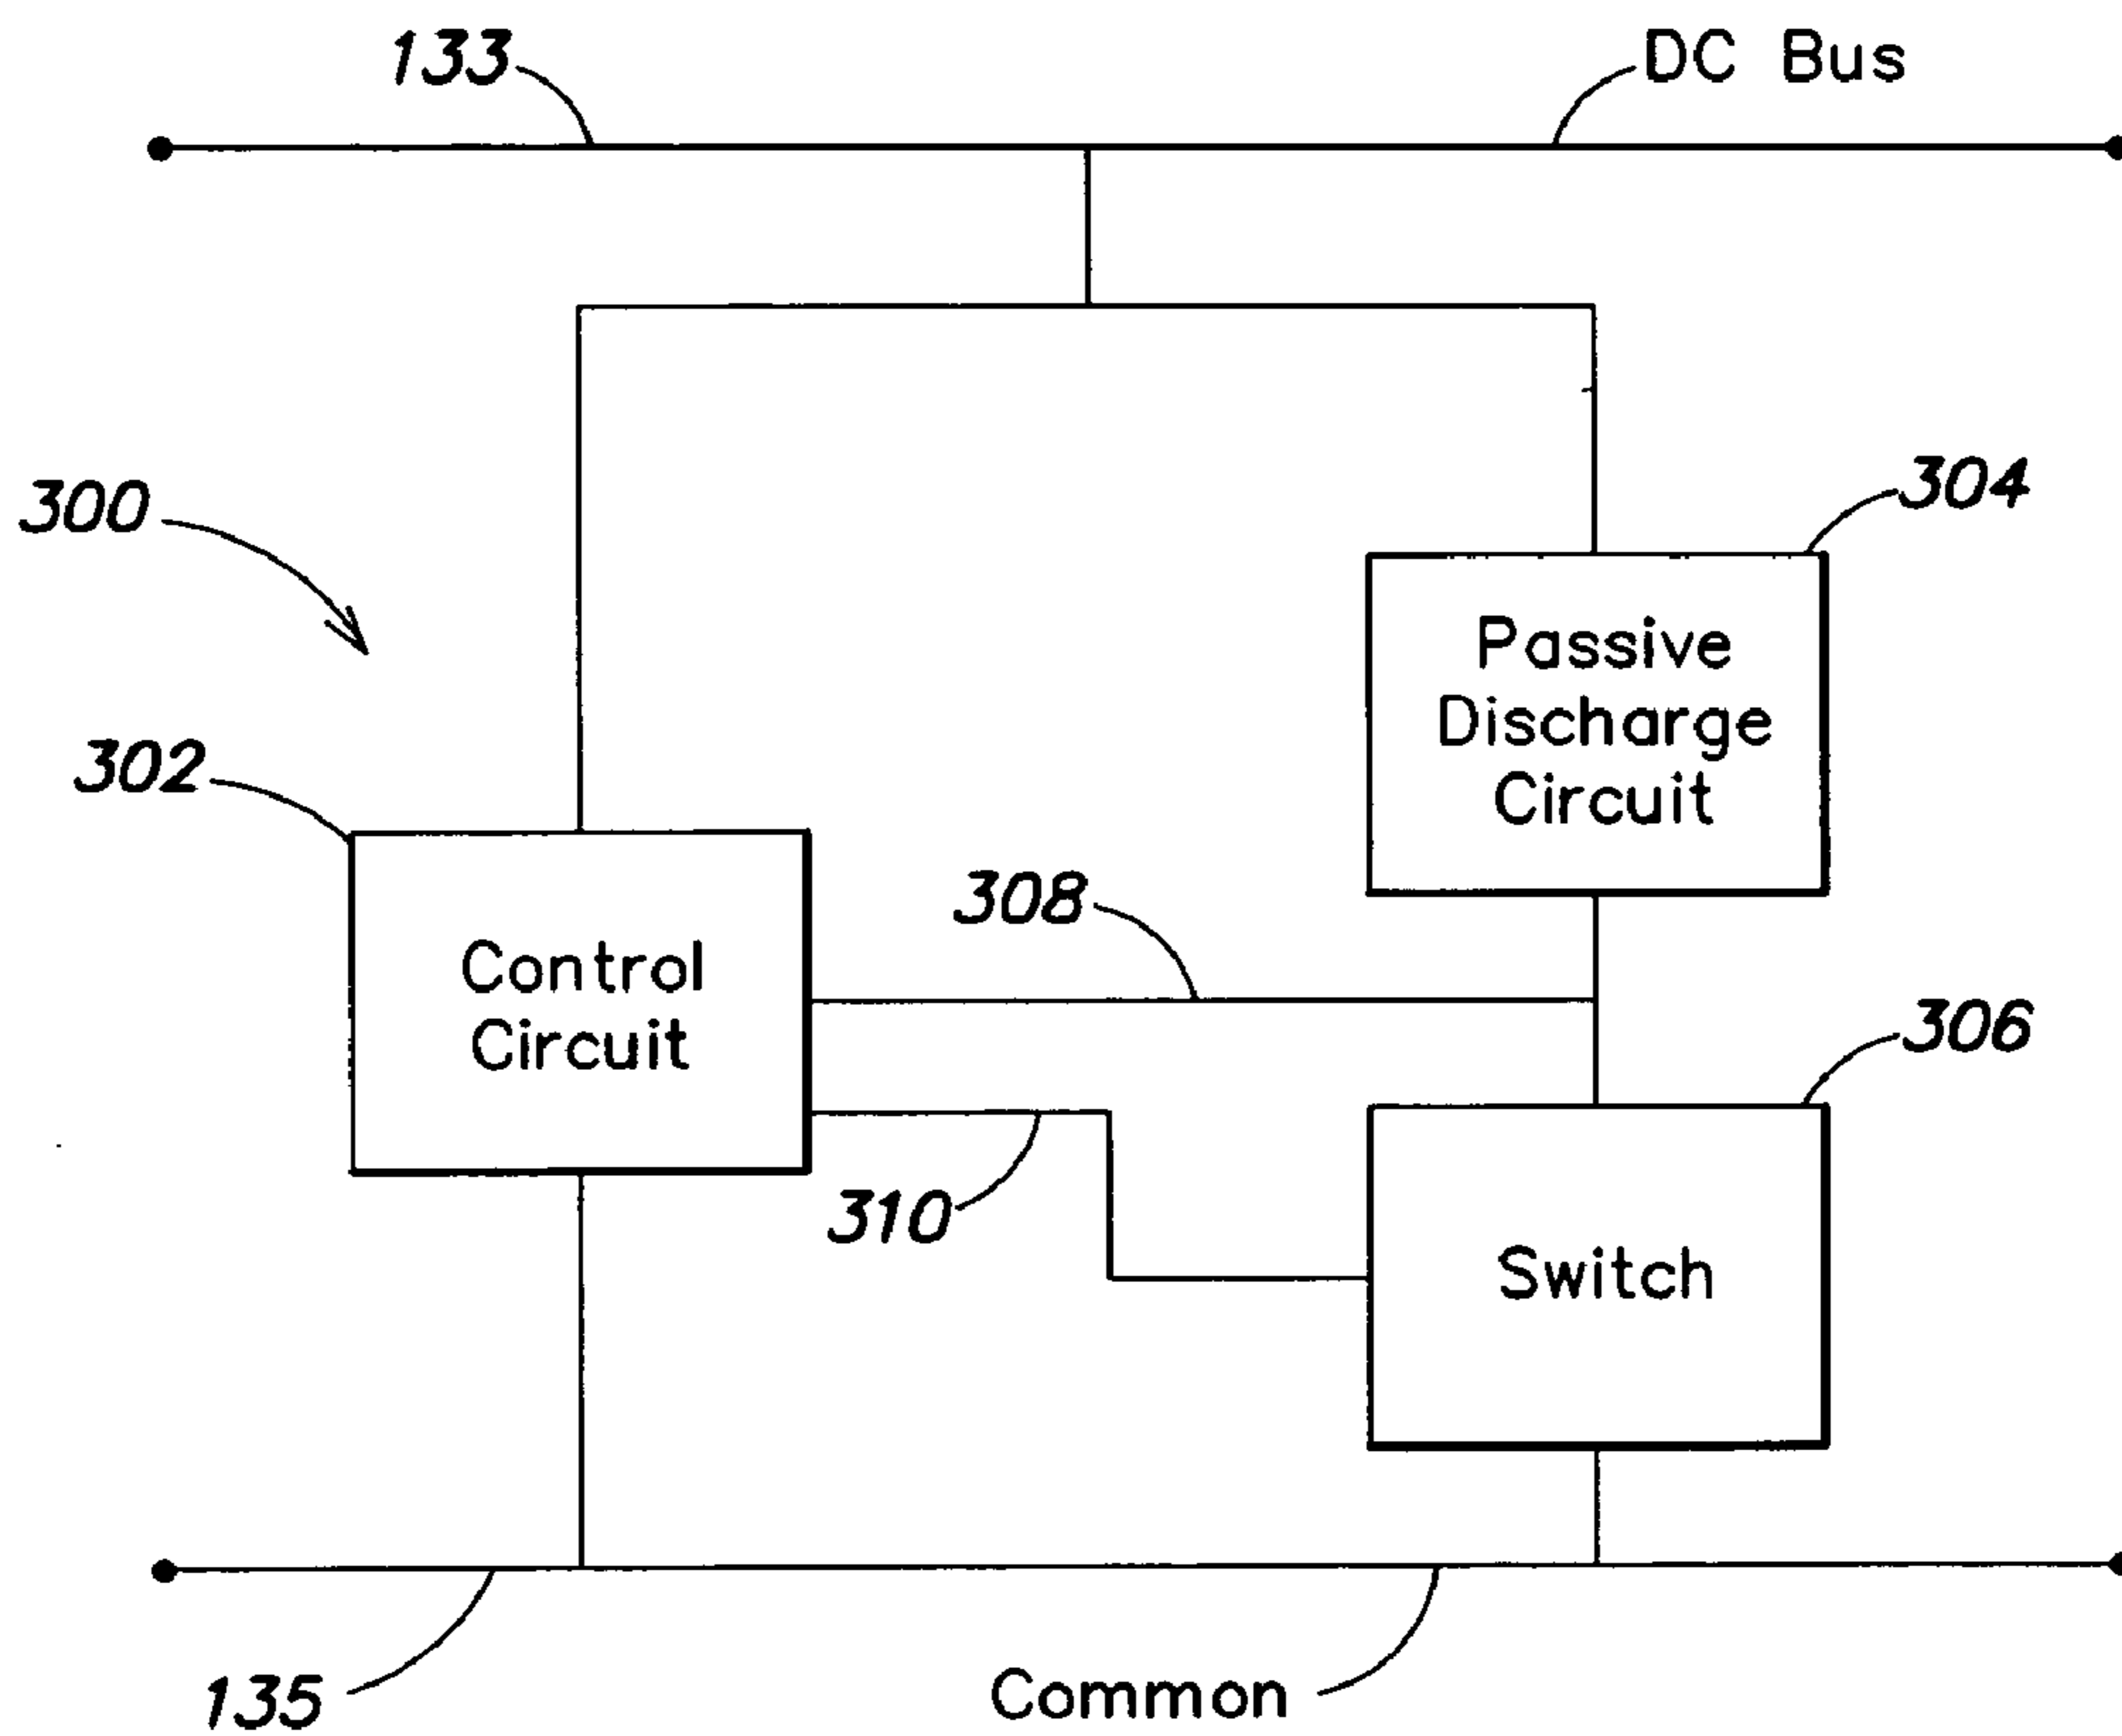 133
DC Bus
300
304
Passive
Discharge
Circuit
302
308
Control
Circuit
306
310
Switch
135
Common